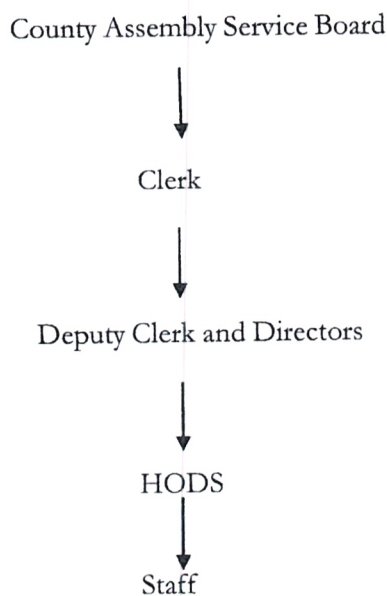 County Assembly Service Board
Clerk
Deputy Clerk and Directors
HODS
Staff